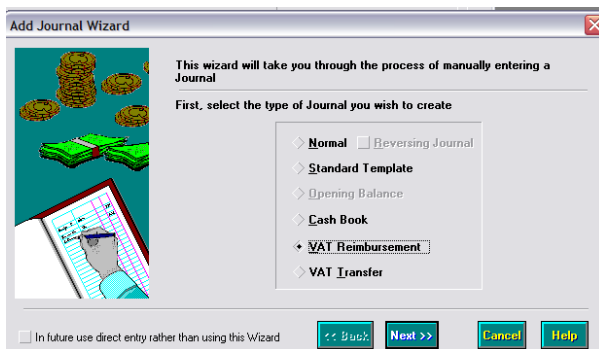 Add Journal Wizard
This wizard will take you through the process of manually entering a
Journal
First, select the type of Journal you wish to create
Normal Reversing Journal
Standard Template
Opening Balance
Cash Book
VAT Reimbursement
VAT Transfer
In future use direct entry rather than using this Wizard
<< Back Next >> Cancel Help